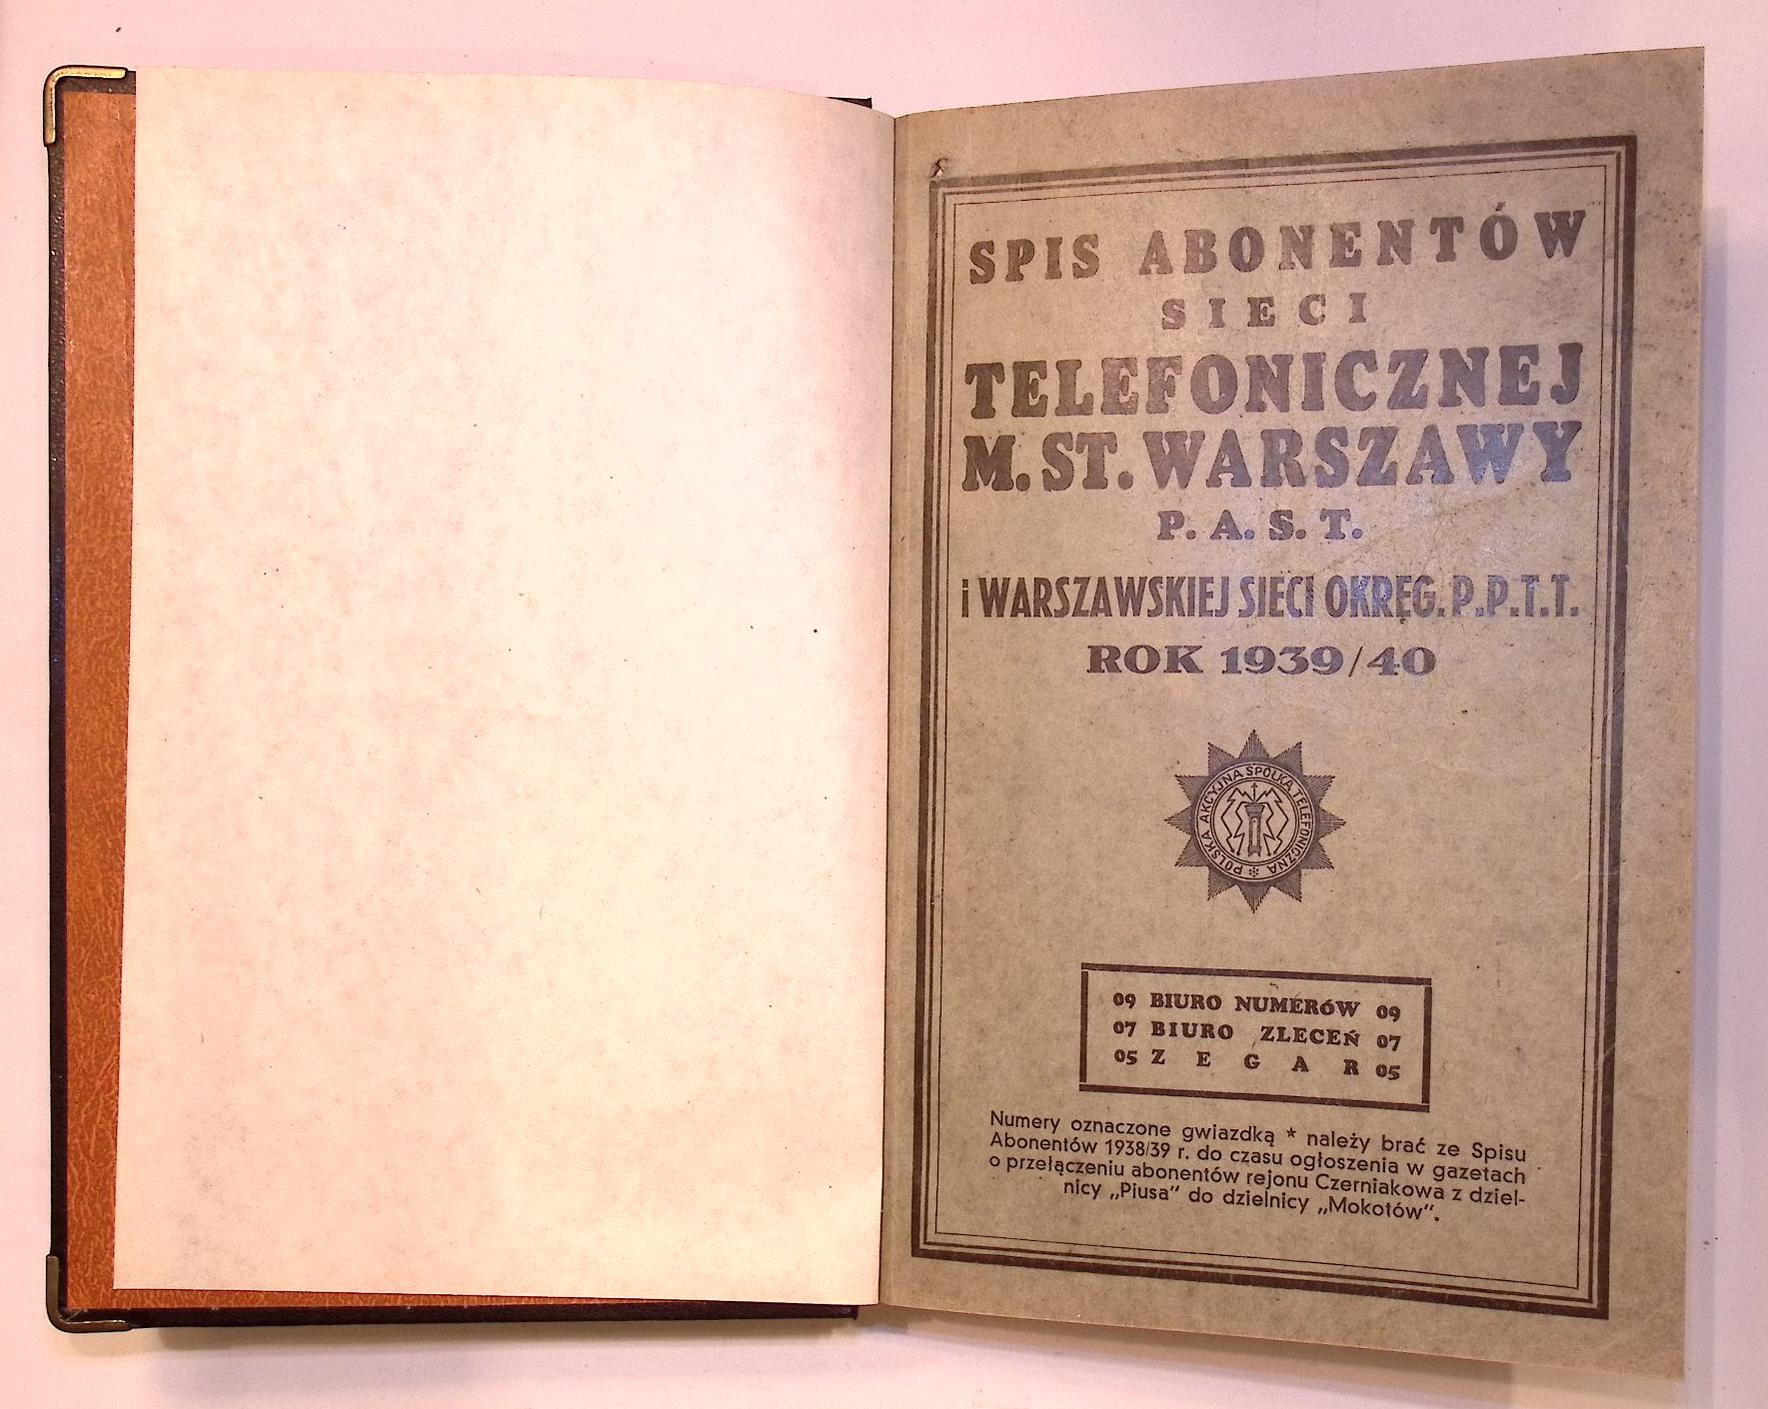 SPIS ABONENTÓW
SIECI
TELEFONICZNEJ
M. ST. WARSZAWY
P. A. S. T.
i WARSZAWSKIEJ SIECI OKRĘG. P.P.T.T.
ROK 1939/40
POLSKA AKCYJNA SPÓŁKA TELEFONICZNA *
09 BIURO NUMERÓW 09
07 BIURO ZLECEŃ 07
05 ZEGAR 05
Numery oznaczone gwiazdką * należy brać ze Spisu
Abonentów 1938/39 r. do czasu ogłoszenia w gazetach
o przełączeniu abonentów rejonu Czerniakowa z dziel-
nicy „Piusa" do dzielnicy „Mokotów".